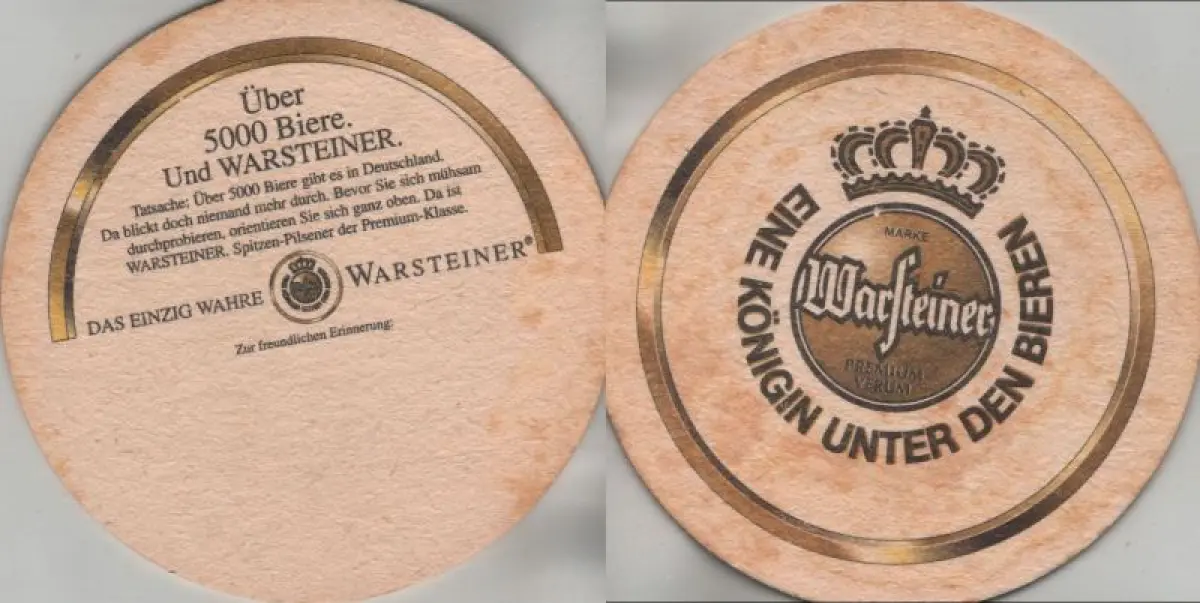 Über
5000 Biere.
Und WARSTEINER.
Tatsache: Über 5000 Biere gibt es in Deutschland.
Da blickt doch niemand mehr durch. Bevor Sie sich mühsam
durchprobieren, orientieren Sie sich ganz oben. Da ist
WARSTEINER. Spitzen-Pilsener der Premium-Klasse.
DAS EINZIG WAHRE WARSTEINER®
Zur freundlichen Erinnerung:
MARKE
Warsteiner
PREMIUM
VERUM
EINE KÖNIGIN UNTER DEN BIEREN